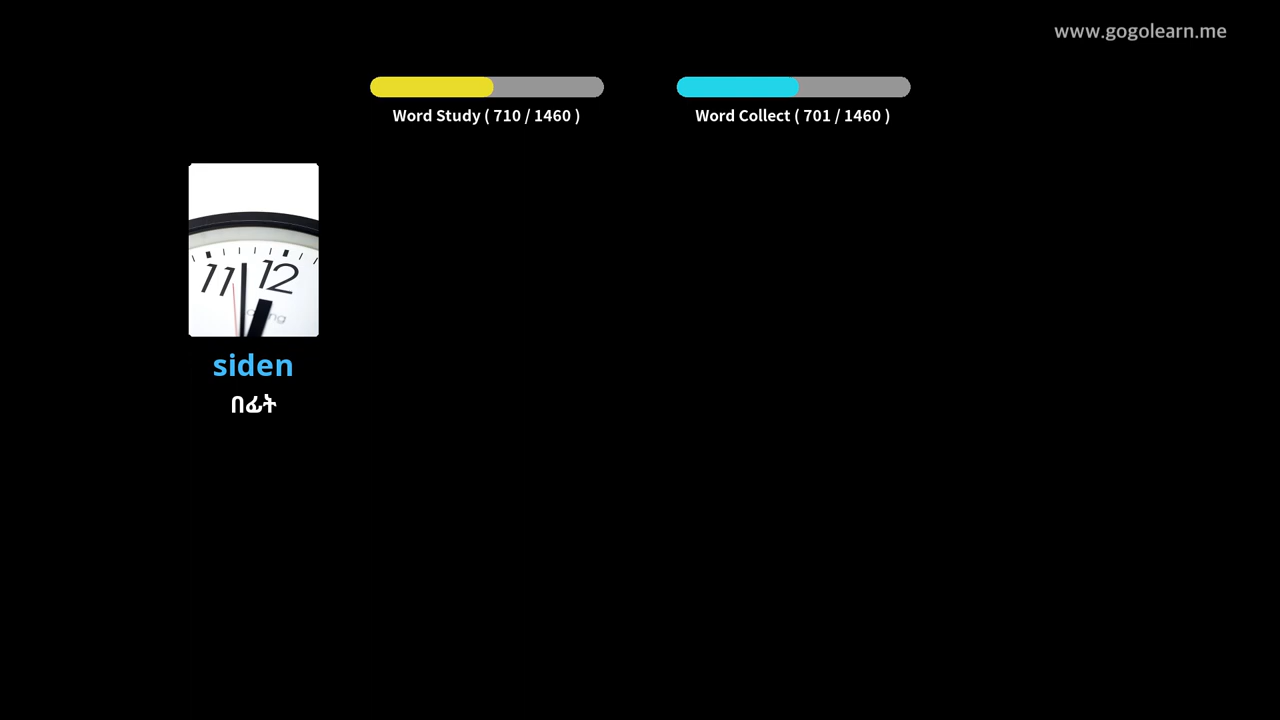 www.gogolearn.me
Word Study ( 710 / 1460 )
Word Collect ( 701 / 1460 )
11 12
siden
በፊት